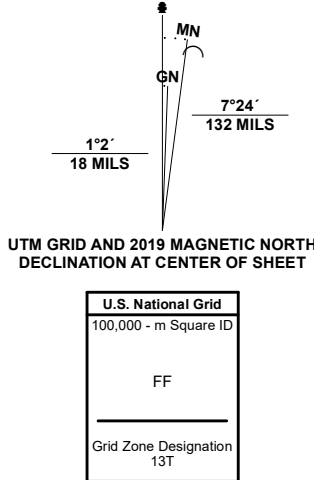 MN
GN
7°24´
132 MILS
1°2´
18 MILS
UTM GRID AND 2019 MAGNETIC NORTH
DECLINATION AT CENTER OF SHEET
U.S. National Grid
100,000 - m Square ID
FF
Grid Zone Designation
13T